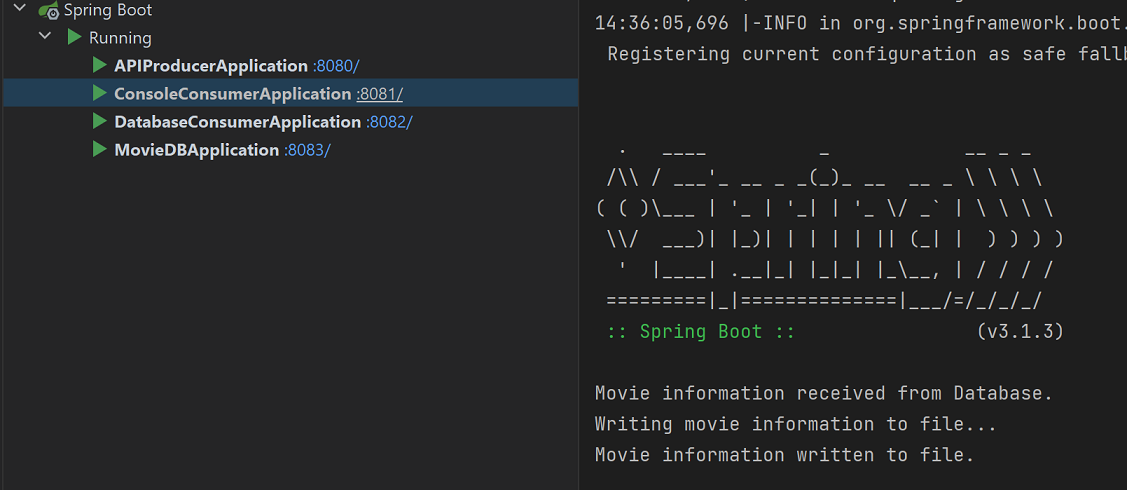 Spring Boot
Running
APIProducerApplication :8080/
ConsoleConsumerApplication :8081/
DatabaseConsumerApplication :8082/
MovieDBApplication :8083/
14:36:05,696 |-INFO in org.springframework.boot.
Registering current configuration as safe fallb
  .   ____          _            __ _ _
 /\\ / ___'_ __ _ _(_)_ __  __ _ \ \ \ \
( ( )\___ | '_ | '_| | '_ \/ _` | \ \ \ \
 \\/  ___)| |_)| | | | | || (_| |  ) ) ) )
  '  |____| .__|_| |_|_| |_\__, | / / / /
 =========|_|==============|___/=/_/_/_/
:: Spring Boot :: (v3.1.3)
Movie information received from Database.
Writing movie information to file...
Movie information written to file.